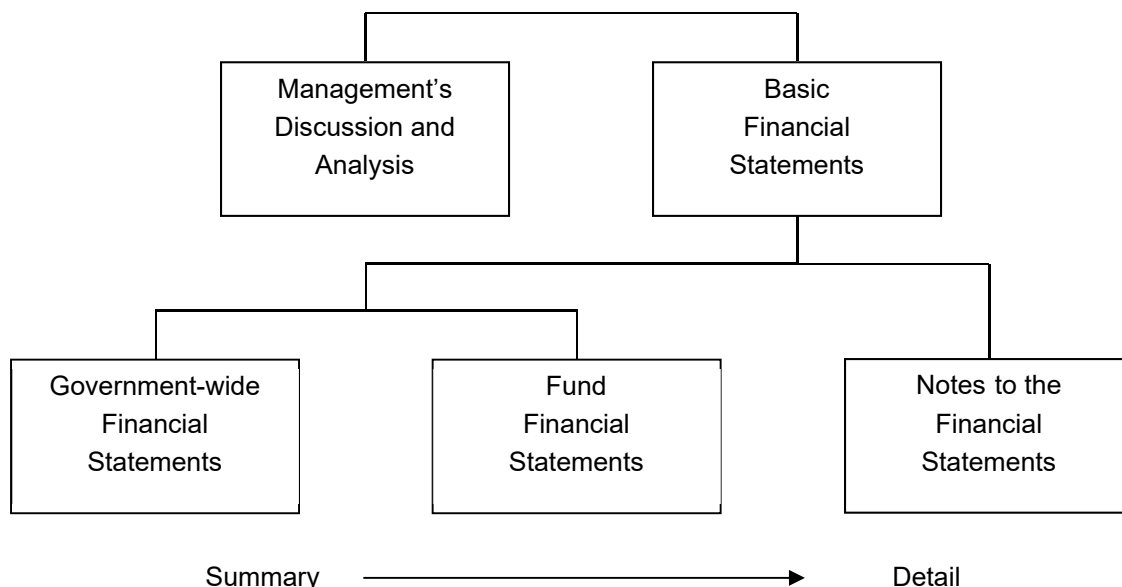 Management’s
Discussion and
Analysis
Basic
Financial
Statements
Government-wide
Financial
Statements
Fund
Financial
Statements
Notes to the
Financial
Statements
Summary
Detail